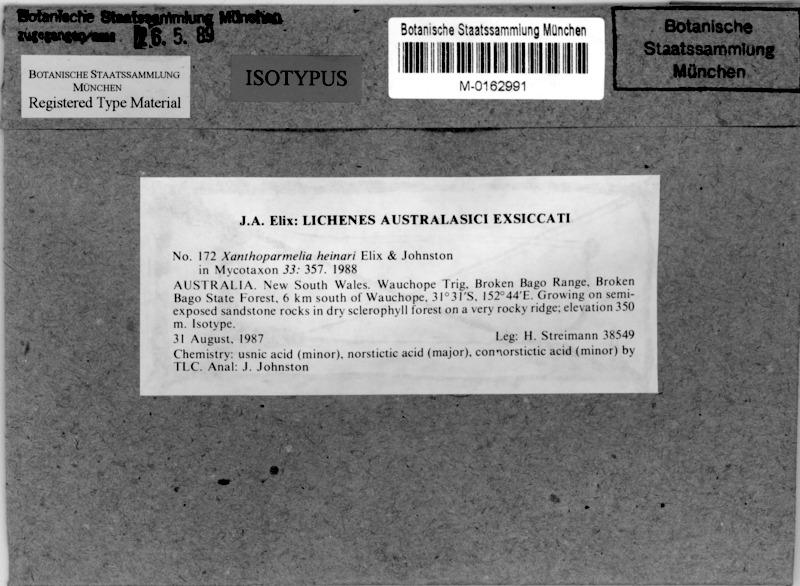 Botanische Staatssammlung München
zugegangen/am 26. 5. 89
BOTANISCHE STAATSSAMMLUNG
MÜNCHEN
Registered Type Material
ISOTYPUS
Botanische Staatssammlung München
M-0162991
Botanische
Staatssammlung
München
J.A. Elix: LICHENES AUSTRALASICI EXSICCATI
No. 172 Xanthoparmelia heinari Elix & Johnston
in Mycotaxon 33: 357. 1988
AUSTRALIA. New South Wales. Wauchope Trig, Broken Bago Range, Broken
Bago State Forest, 6 km south of Wauchope, 31°31'S, 152°44'E. Growing on semi-
exposed sandstone rocks in dry sclerophyll forest on a very rocky ridge; elevation 350
m. Isotype.
31 August, 1987 Leg: H. Streimann 38549
Chemistry: usnic acid (minor), norstictic acid (major), connorstictic acid (minor) by
TLC. Anal: J. Johnston